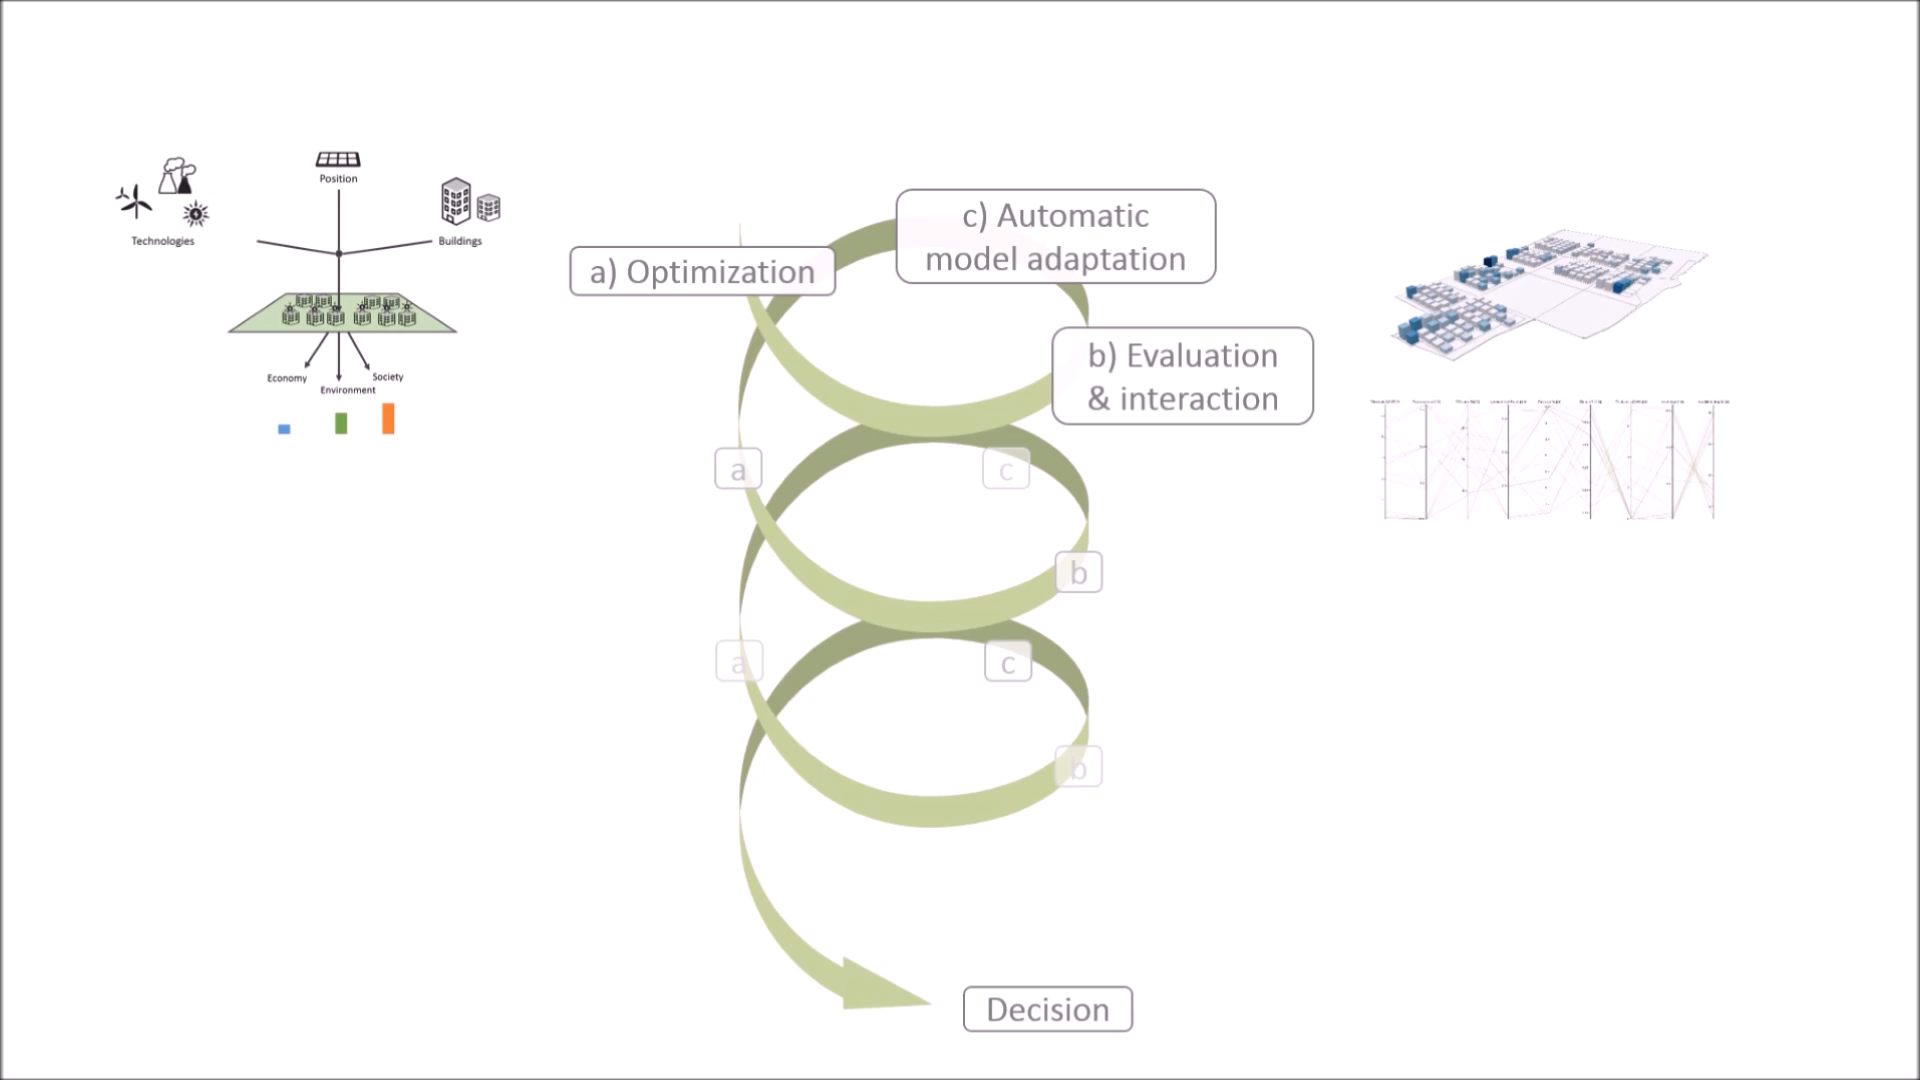 Position
Technologies
Buildings
Economy
Society
Environment
a) Optimization
c) Automatic
model adaptation
b) Evaluation
& interaction
a
c
b
a
c
b
Decision